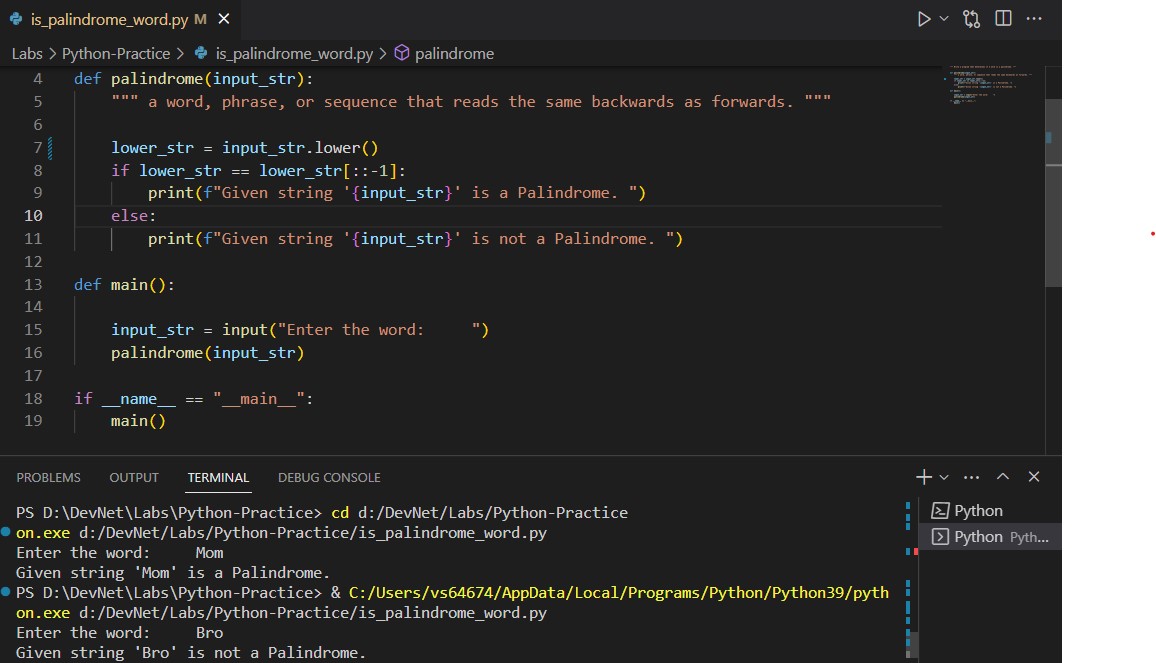 is_palindrome_word.py M
Labs > Python-Practice > is_palindrome_word.py > palindrome
4 def palindrome(input_str):
5 """ a word, phrase, or sequence that reads the same backwards as forwards. """
6
7 lower_str = input_str.lower()
8 if lower_str == lower_str[::-1]:
9 print(f"Given string '{input_str}' is a Palindrome. ")
10 else:
11 print(f"Given string '{input_str}' is not a Palindrome. ")
12
13 def main():
14
15 input_str = input("Enter the word:     ")
16 palindrome(input_str)
17
18 if __name__ == "__main__":
19 main()
PROBLEMS OUTPUT TERMINAL DEBUG CONSOLE
PS D:\DevNet\Labs\Python-Practice> cd d:/DevNet/Labs/Python-Practice
on.exe d:/DevNet/Labs/Python-Practice/is_palindrome_word.py
Enter the word:     Mom
Given string 'Mom' is a Palindrome.
PS D:\DevNet\Labs\Python-Practice> & C:/Users/vs64674/AppData/Local/Programs/Python/Python39/pyth
on.exe d:/DevNet/Labs/Python-Practice/is_palindrome_word.py
Enter the word:     Bro
Given string 'Bro' is not a Palindrome.
Python
Python Pyth...